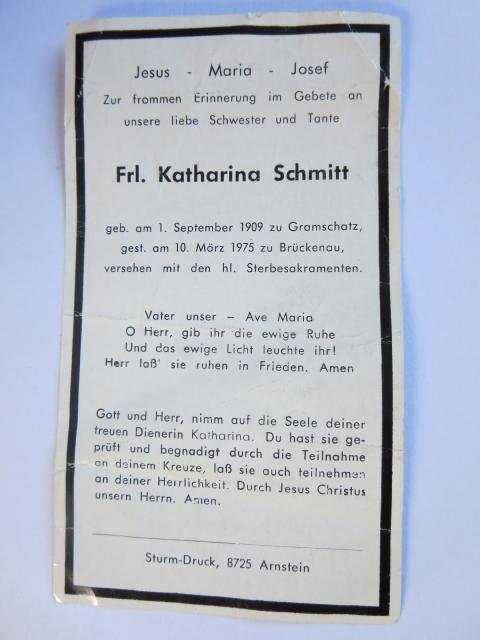 Jesus - Maria - Josef
Zur frommen Erinnerung im Gebete an
unsere liebe Schwester und Tante
Frl. Katharina Schmitt
geb. am 1. September 1909 zu Gramschatz,
gest. am 10. März 1975 zu Brückenau,
versehen mit den hl. Sterbesakramenten.
Vater unser – Ave Maria
O Herr, gib ihr die ewige Ruhe
Und das ewige Licht leuchte ihr!
Herr laß' sie ruhen in Frieden. Amen
Gott und Herr, nimm auf die Seele deiner
treuen Dienerin Katharina. Du hast sie ge-
prüft und begnadigt durch die Teilnahme
an deinem Kreuze, laß sie auch teilnehmen
an deiner Herrlichkeit. Durch Jesus Christus
unsern Herrn. Amen.
Sturm-Druck, 8725 Arnstein